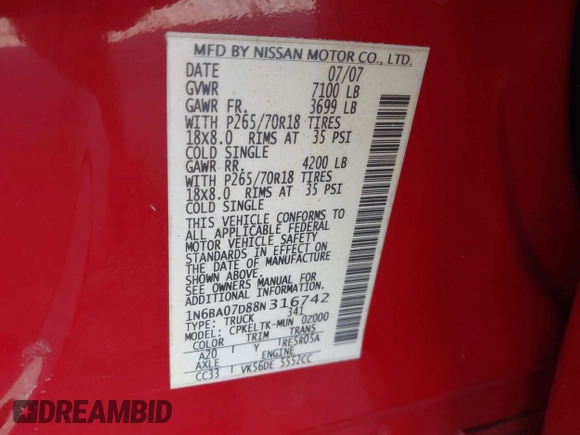 MFD BY NISSAN MOTOR CO., LTD.
DATE 07/07
GVWR 7100 LB
GAWR FR. 3699 LB
WITH P265/70R18 TIRES
18X8.0 RIMS AT 35 PSI
COLD SINGLE
GAWR RR. 4200 LB
WITH P265/70R18 TIRES
18X8.0 RIMS AT 35 PSI
COLD SINGLE
THIS VEHICLE CONFORMS TO
ALL APPLICABLE FEDERAL
MOTOR VEHICLE SAFETY
STANDARDS IN EFFECT ON
THE DATE OF MANUFACTURE
SHOWN ABOVE.
SEE OWNERS MANUAL FOR
ADDITIONAL INFORMATION.
1N6BA07D88N316742
TYPE: TRUCK 341
MODEL: CPKELTK-MUN DZ000
COLOR TRIM TRANS
A20 Y TRE5R05A
AXLE ENGINE
CC33 VK56DE 5552CC
DREAMBID